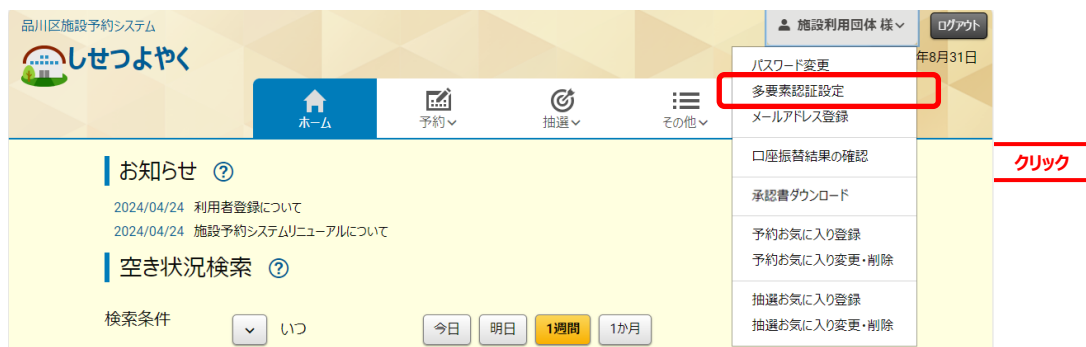 品川区施設予約システム
施設利用団体 様
ログアウト
しせつよやく
年8月31日
ホーム
予約
抽選
その他
パスワード変更
多要素認証設定
メールアドレス登録
口座振替結果の確認
承認書ダウンロード
予約お気に入り登録
予約お気に入り変更・削除
抽選お気に入り登録
抽選お気に入り変更・削除
クリック
お知らせ ?
2024/04/24 利用者登録について
2024/04/24 施設予約システムリニューアルについて
空き状況検索 ?
検索条件
いつ
今日 明日 1週間 1か月